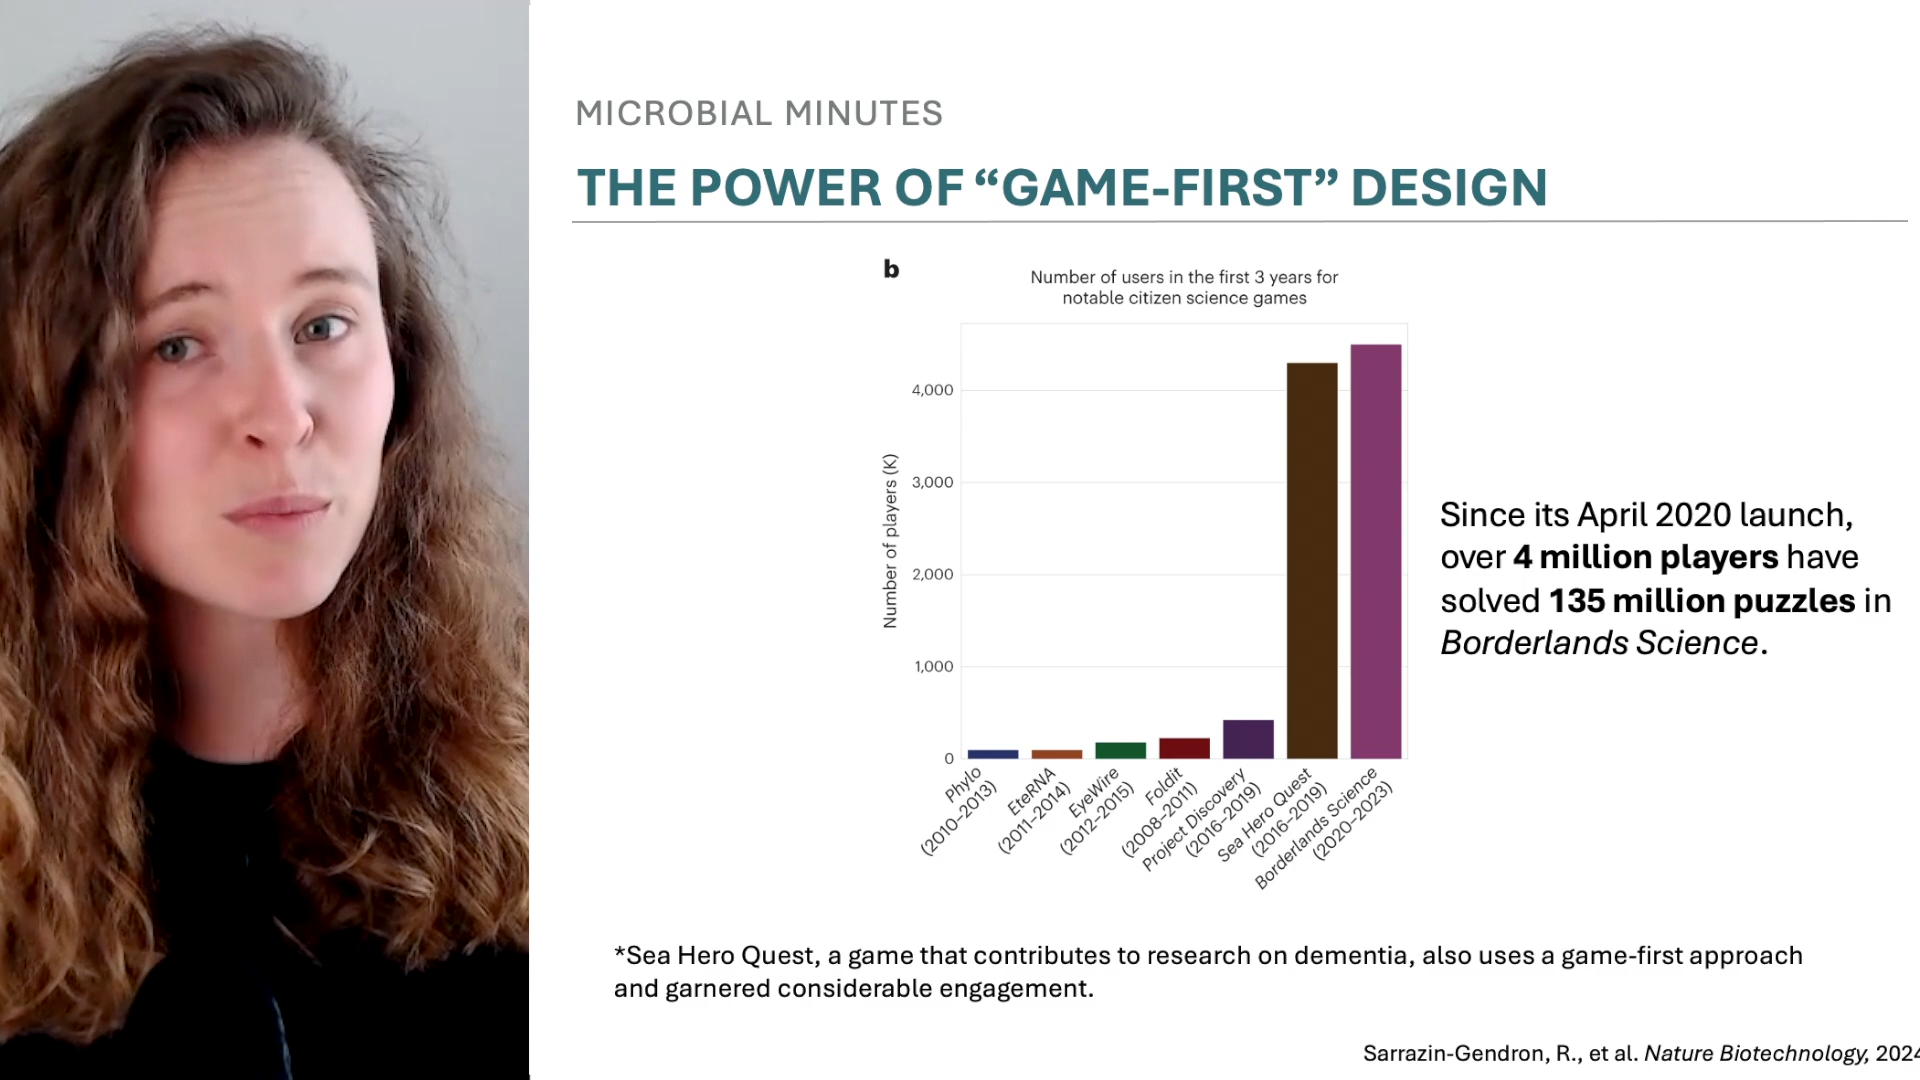 MICROBIAL MINUTES
THE POWER OF “GAME-FIRST” DESIGN
b
Number of users in the first 3 years for
notable citizen science games
Number of players (K)
4,000
3,000
2,000
1,000
0
Phylo
(2010–2013)
EteRNA
(2011–2014)
EyeWire
(2012–2015)
Foldit
(2008–2011)
Project Discovery
(2016–2019)
Sea Hero Quest
(2016–2019)
Borderlands Science
(2020–2023)
Since its April 2020 launch,
over 4 million players have
solved 135 million puzzles in
Borderlands Science.
*Sea Hero Quest, a game that contributes to research on dementia, also uses a game-first approach
and garnered considerable engagement.
Sarrazin-Gendron, R., et al. Nature Biotechnology, 2024